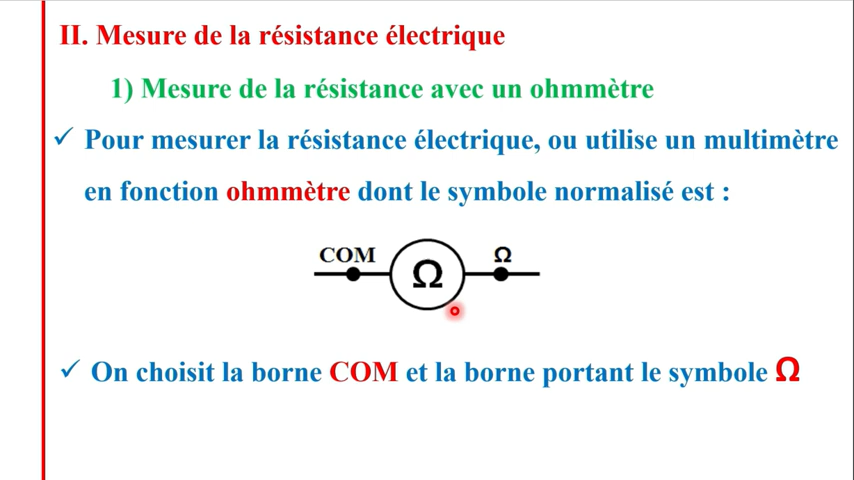 II. Mesure de la résistance électrique
1) Mesure de la résistance avec un ohmmètre
✓ Pour mesurer la résistance électrique, ou utilise un multimètre
en fonction ohmmètre dont le symbole normalisé est :
COM Ω Ω
✓ On choisit la borne COM et la borne portant le symbole Ω